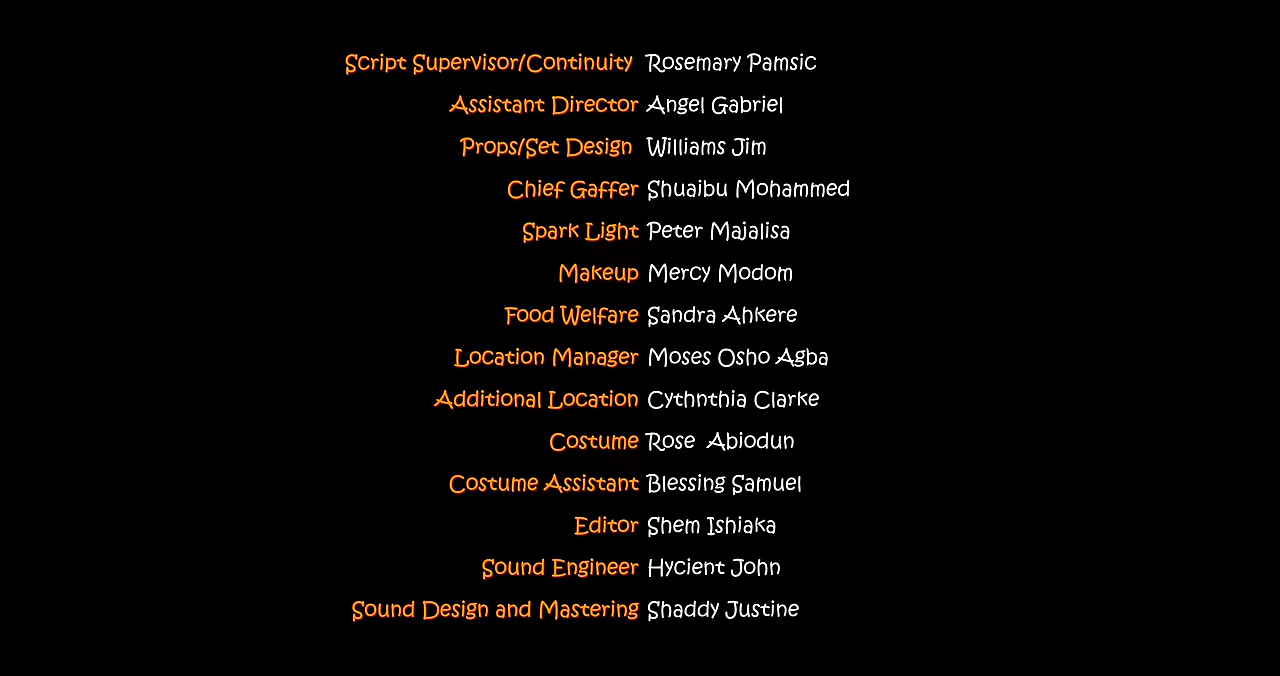 Script Supervisor/Continuity Rosemary Pamsic
Assistant Director Angel Gabriel
Props/Set Design Williams Jim
Chief Gaffer Shuaibu Mohammed
Spark Light Peter Majalisa
Makeup Mercy Modom
Food Welfare Sandra Ahkere
Location Manager Moses Osho Agba
Additional Location Cythnthia Clarke
Costume Rose Abiodun
Costume Assistant Blessing Samuel
Editor Shem Ishiaka
Sound Engineer Hycient John
Sound Design and Mastering Shaddy Justine